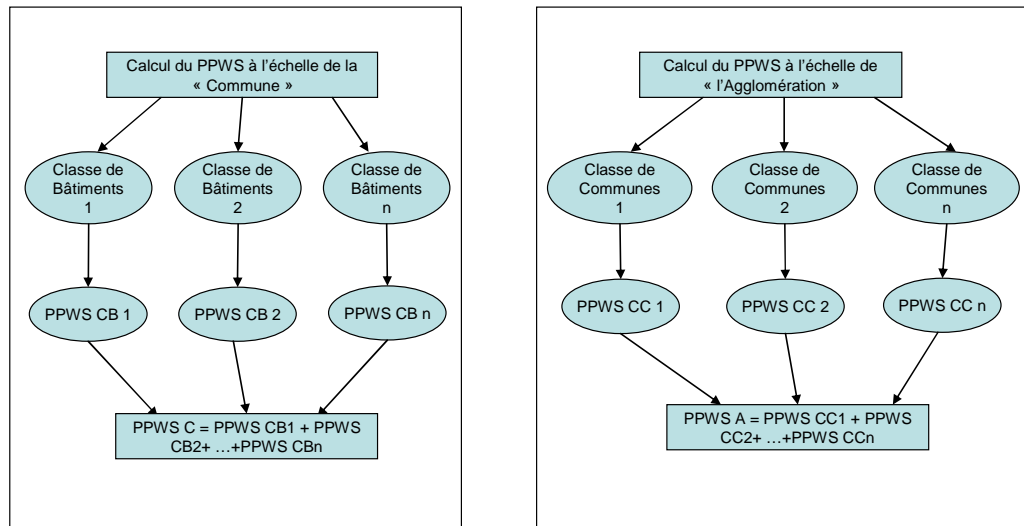 Calcul du PPWS à l'échelle de la
« Commune »
Classe de
Bâtiments
1
Classe de
Bâtiments
2
Classe de
Bâtiments
n
PPWS CB 1
PPWS CB 2
PPWS CB n
PPWS C = PPWS CB1 + PPWS
CB2+ …+PPWS CBn
Calcul du PPWS à l'échelle de
« l'Agglomération »
Classe de
Communes
1
Classe de
Communes
2
Classe de
Communes
n
PPWS CC 1
PPWS CC 2
PPWS CC n
PPWS A = PPWS CC1 + PPWS
CC2+ …+PPWS CCn